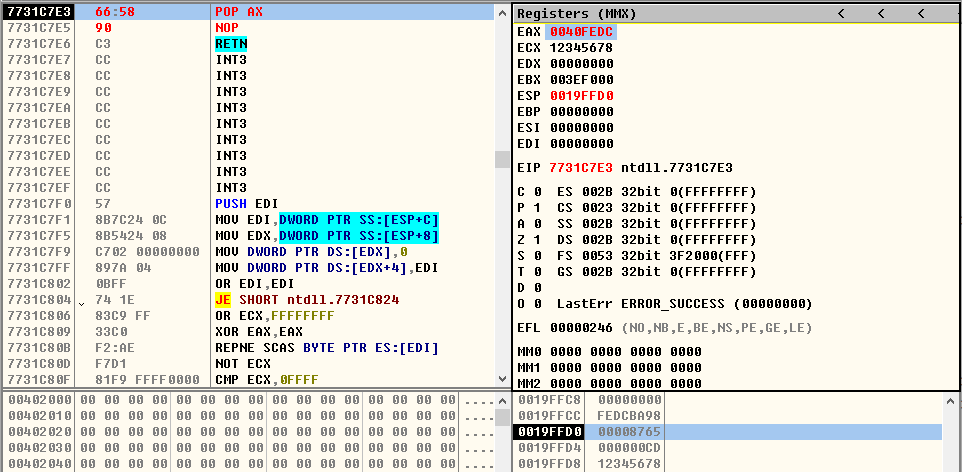 7731C7E3 66:58 POP AX
7731C7E5 90 NOP
7731C7E6 C3 RETN
7731C7E7 CC INT3
7731C7E8 CC INT3
7731C7E9 CC INT3
7731C7EA CC INT3
7731C7EB CC INT3
7731C7EC CC INT3
7731C7ED CC INT3
7731C7EE CC INT3
7731C7EF CC INT3
7731C7F0 57 PUSH EDI
7731C7F1 8B7C24 0C MOV EDI,DWORD PTR SS:[ESP+C]
7731C7F5 8B5424 08 MOV EDX,DWORD PTR SS:[ESP+8]
7731C7F9 C702 00000000 MOV DWORD PTR DS:[EDX],0
7731C7FF 897A 04 MOV DWORD PTR DS:[EDX+4],EDI
7731C802 0BFF OR EDI,EDI
7731C804 74 1E JE SHORT ntdll.7731C824
7731C806 83C9 FF OR ECX,FFFFFFFF
7731C809 33C0 XOR EAX,EAX
7731C80B F2:AE REPNE SCAS BYTE PTR ES:[EDI]
7731C80D F7D1 NOT ECX
7731C80F 81F9 FFFF0000 CMP ECX,0FFFF
Registers (MMX) < < <
EAX 0040FEDC
ECX 12345678
EDX 00000000
EBX 003EF000
ESP 0019FFD0
EBP 00000000
ESI 00000000
EDI 00000000
EIP 7731C7E3 ntdll.7731C7E3
C 0 ES 002B 32bit 0(FFFFFFFF)
P 1 CS 0023 32bit 0(FFFFFFFF)
A 0 SS 002B 32bit 0(FFFFFFFF)
Z 1 DS 002B 32bit 0(FFFFFFFF)
S 0 FS 0053 32bit 3F2000(FFF)
T 0 GS 002B 32bit 0(FFFFFFFF)
D 0
O 0 LastErr ERROR_SUCCESS (00000000)
EFL 00000246 (NO,NB,E,BE,NS,PE,GE,LE)
MM0 0000 0000 0000 0000
MM1 0000 0000 0000 0000
MM2 0000 0000 0000 0000
00402000 00 00 00 00 00 00 00 00 00 00 00 00 00 00 00 00 ....
00402010 00 00 00 00 00 00 00 00 00 00 00 00 00 00 00 00 ....
00402020 00 00 00 00 00 00 00 00 00 00 00 00 00 00 00 00 ....
00402030 00 00 00 00 00 00 00 00 00 00 00 00 00 00 00 00 ....
00402040 00 00 00 00 00 00 00 00 00 00 00 00 00 00 00 00 ....
0019FFC8 00000000
0019FFCC FEDCBA98
0019FFD0 00008765
0019FFD4 000000CD
0019FFD8 12345678